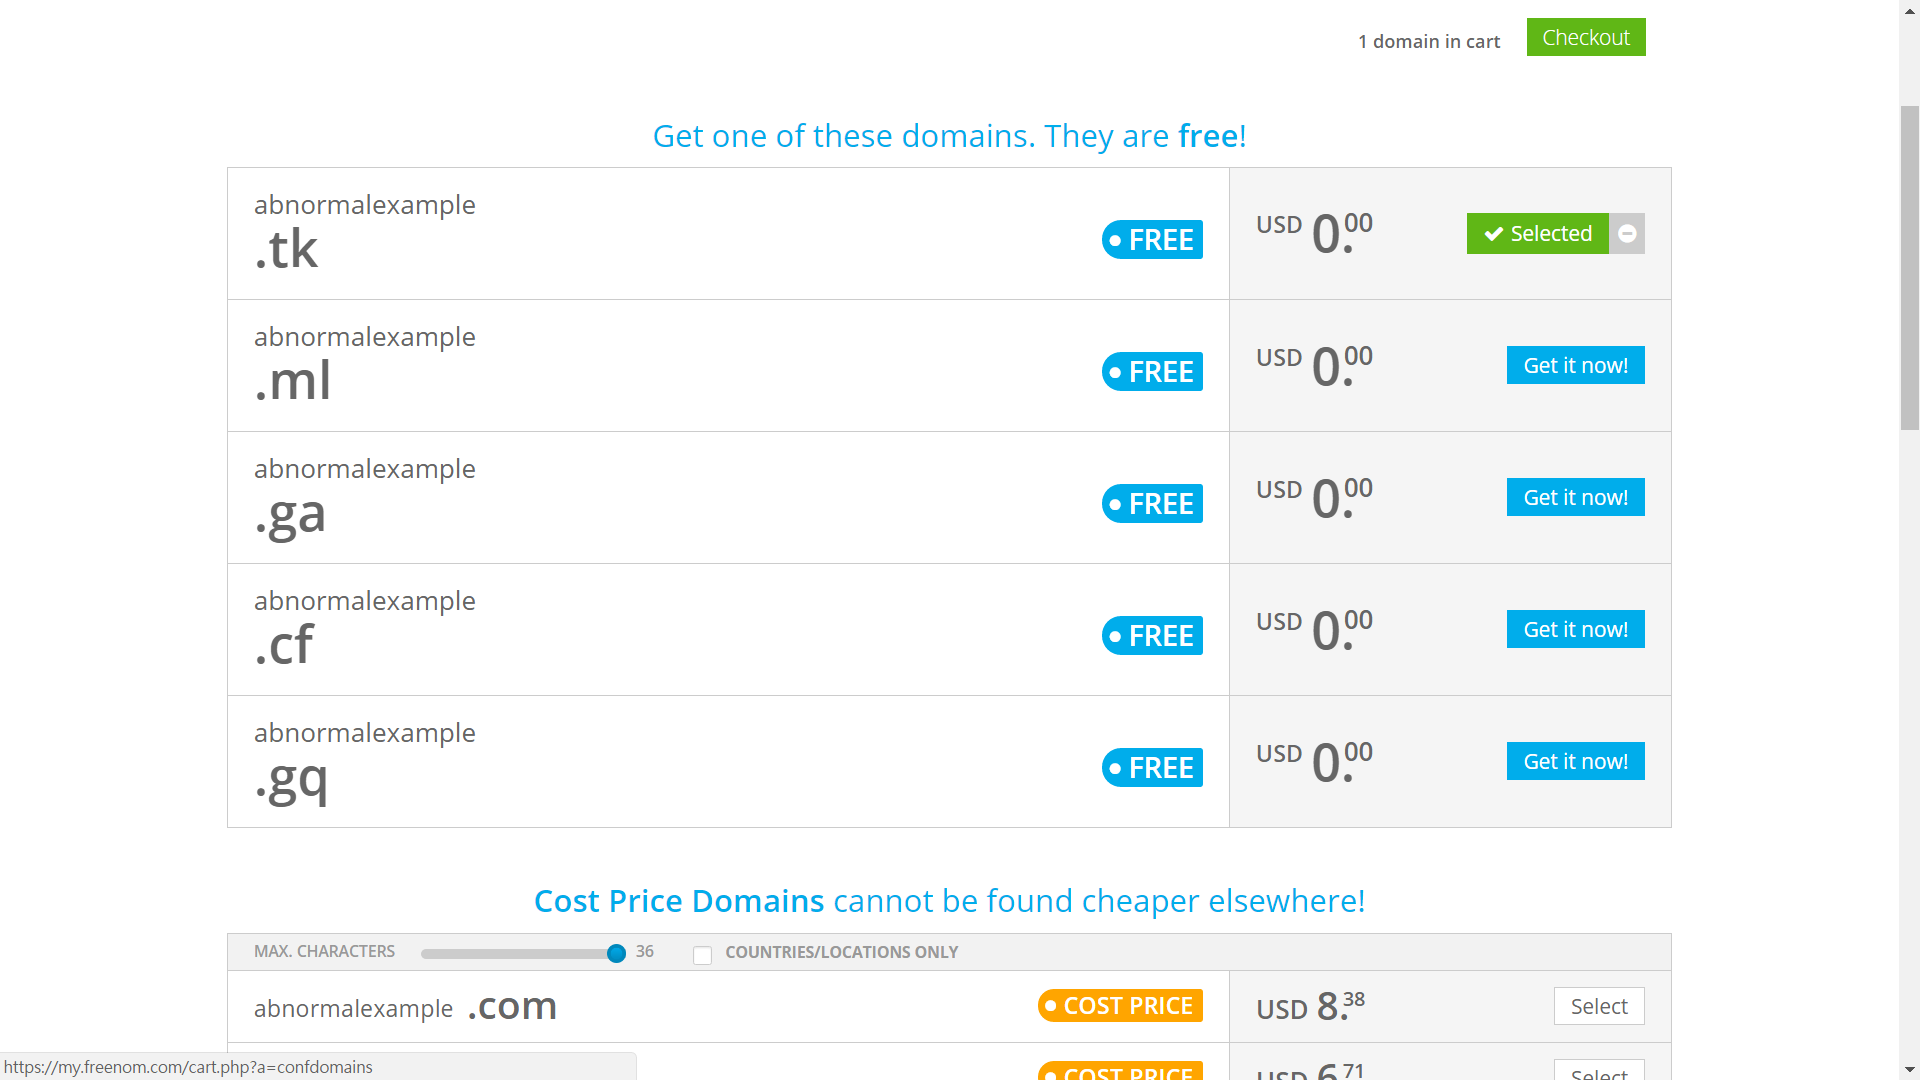 1 domain in cart Checkout
Get one of these domains. They are free!
abnormalexample
.tk
FREE
USD 0.00
Selected
abnormalexample
.ml
FREE
USD 0.00
Get it now!
abnormalexample
.ga
FREE
USD 0.00
Get it now!
abnormalexample
.cf
FREE
USD 0.00
Get it now!
abnormalexample
.gq
FREE
USD 0.00
Get it now!
Cost Price Domains cannot be found cheaper elsewhere!
MAX. CHARACTERS 36 COUNTRIES/LOCATIONS ONLY
abnormalexample .com COST PRICE USD 8.38 Select
COST PRICE USD 6.71 Select
https://my.freenom.com/cart.php?a=confdomains